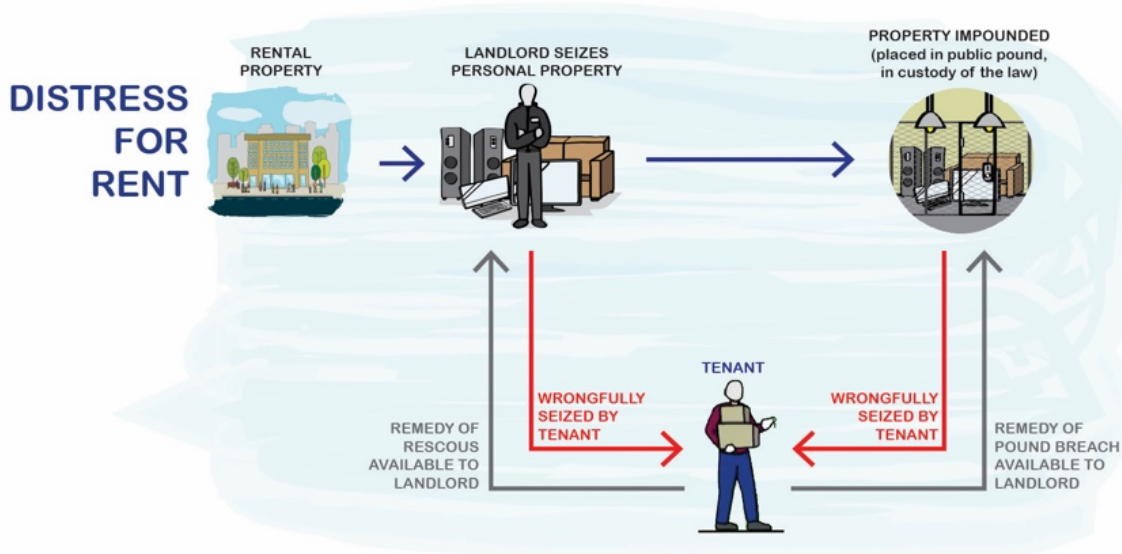 DISTRESS
FOR
RENT
RENTAL
PROPERTY
LANDLORD SEIZES
PERSONAL PROPERTY
PROPERTY IMPOUNDED
(placed in public pound,
in custody of the law)
TENANT
WRONGFULLY
SEIZED BY
TENANT
WRONGFULLY
SEIZED BY
TENANT
REMEDY OF
RESCOUS
AVAILABLE TO
LANDLORD
REMEDY OF
POUND BREACH
AVAILABLE TO
LANDLORD